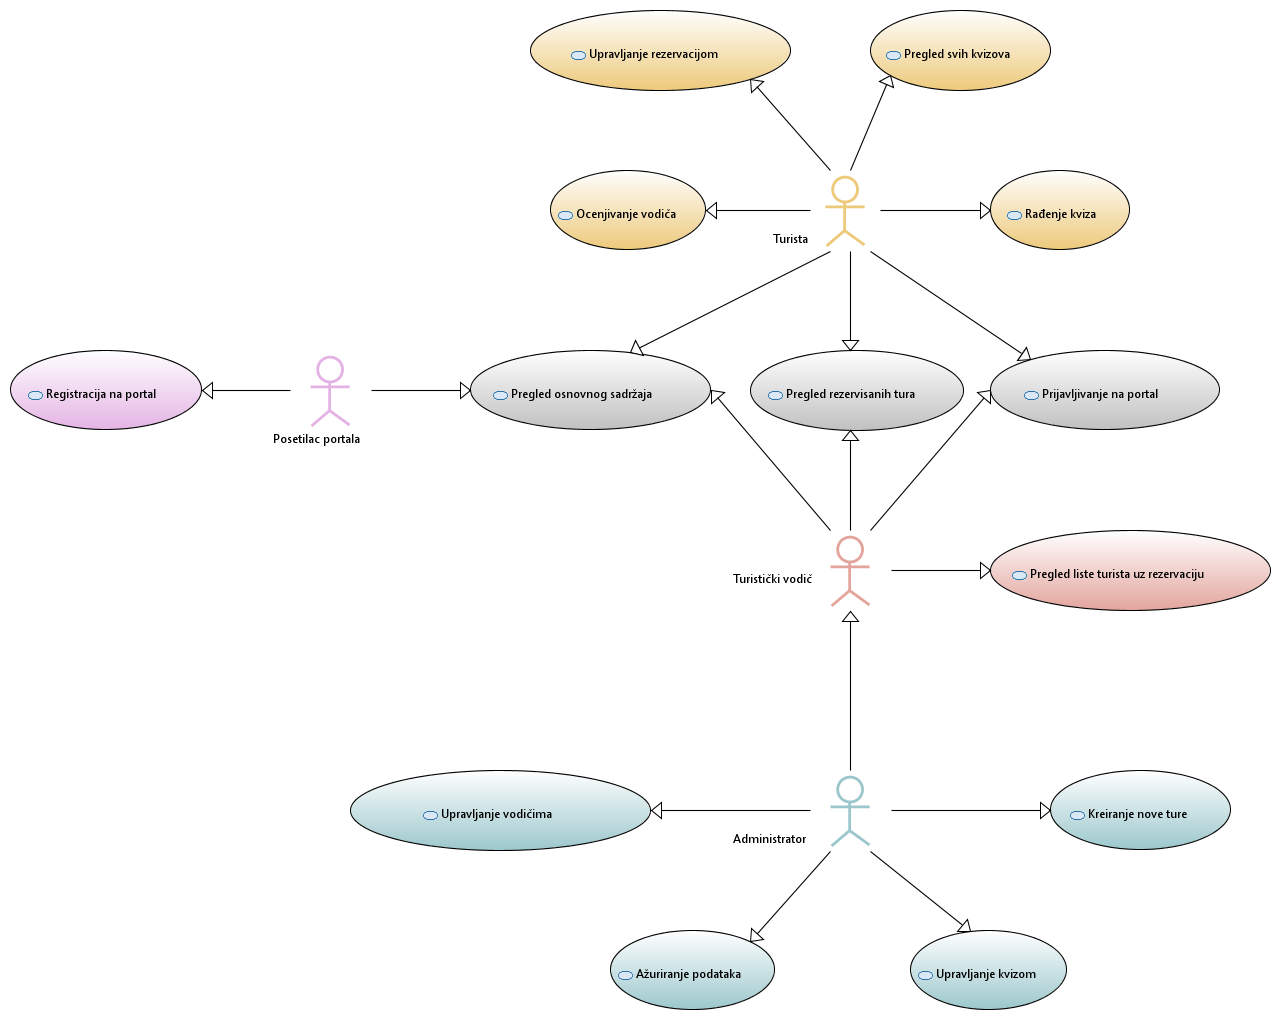 Upravljanje rezervacijom
Pregled svih kvizova
Ocenjivanje vodiča
Rađenje kviza
Turista
Registracija na portal
Pregled osnovnog sadržaja
Pregled rezervisanih tura
Prijavljivanje na portal
Posetilac portala
Turistički vodič
Pregled liste turista uz rezervaciju
Upravljanje vodičima
Kreiranje nove ture
Administrator
Ažuriranje podataka
Upravljanje kvizom